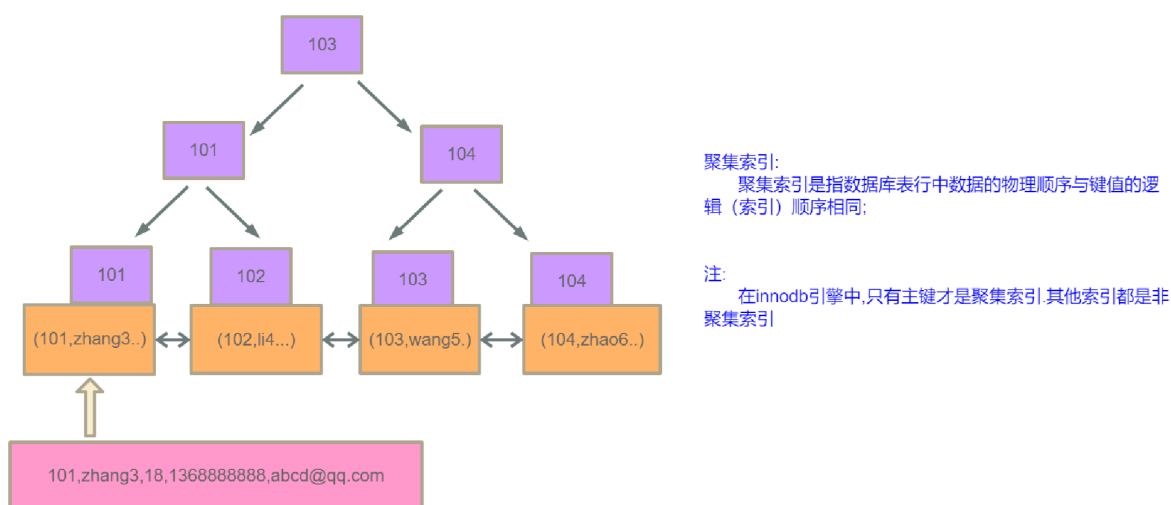 103
101
104
101
102
103
104
(101,zhang3..)
(102,li4...)
(103,wang5.)
(104,zhao6..)
101,zhang3,18,1368888888,abcd@qq.com
聚集索引:
聚集索引是指数据库表行中数据的物理顺序与键值的逻
辑（索引）顺序相同;
注:
在innodb引擎中,只有主键才是聚集索引.其他索引都是非
聚集索引